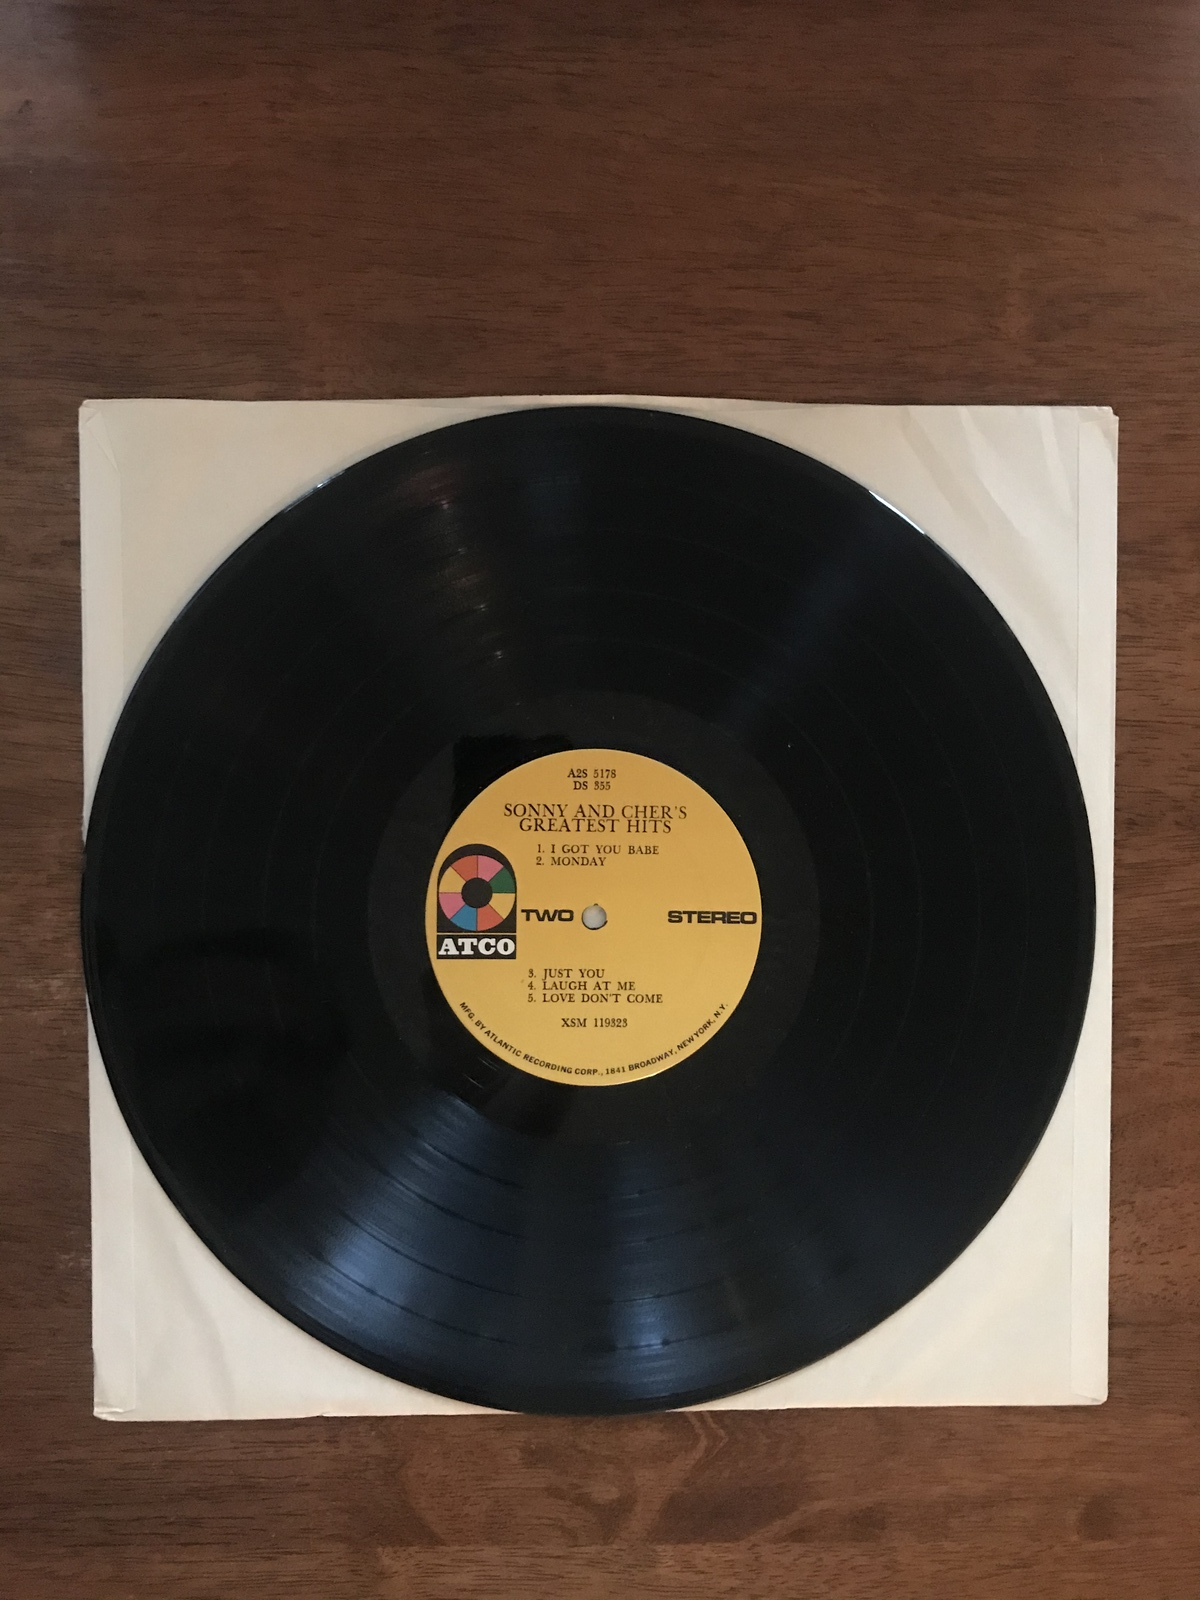 A2S 5178
DS 355
SONNY AND CHER'S
GREATEST HITS
1. I GOT YOU BABE
2. MONDAY
ATCO
TWO
STEREO
3. JUST YOU
4. LAUGH AT ME
5. LOVE DON'T COME
XSM 119323
MFG. BY ATLANTIC RECORDING CORP., 1841 BROADWAY, NEW YORK, N.Y.